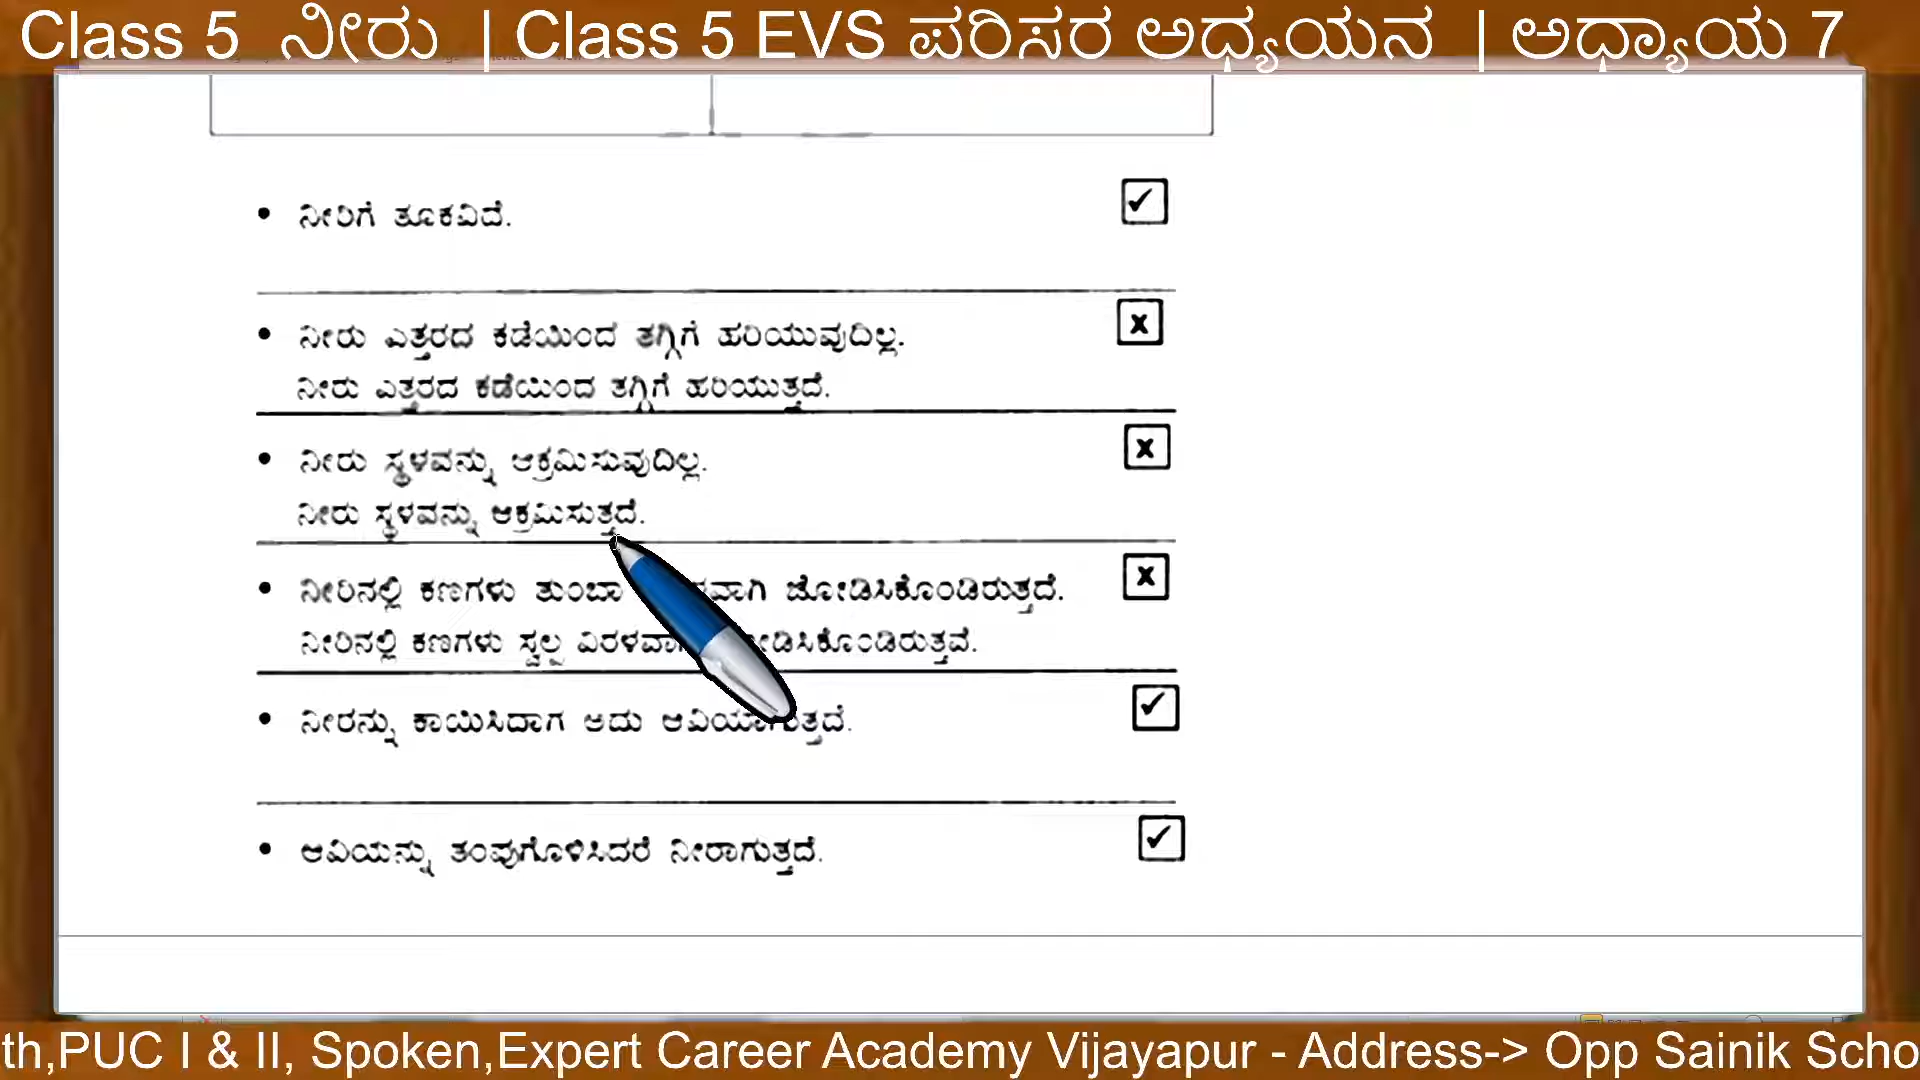 Class 5 ನೀರು | Class 5 EVS ಪರಿಸರ ಅಧ್ಯಯನ | ಅಧ್ಯಾಯ 7
• ನೀರಿಗೆ ತೂಕವಿದೆ. ✓
• ನೀರು ಎತ್ತರದ ಕಡೆಯಿಂದ ತಗ್ಗಿಗೆ ಹರಿಯುವುದಿಲ್ಲ. x
ನೀರು ಎತ್ತರದ ಕಡೆಯಿಂದ ತಗ್ಗಿಗೆ ಹರಿಯುತ್ತದೆ.
• ನೀರು ಸ್ಥಳವನ್ನು ಆಕ್ರಮಿಸುವುದಿಲ್ಲ. x
ನೀರು ಸ್ಥಳವನ್ನು ಆಕ್ರಮಿಸುತ್ತದೆ.
• ನೀರಿನಲ್ಲಿ ಕಣಗಳು ತುಂಬಾ ಜೋಡಿಸಿಕೊಂಡಿರುತ್ತದೆ. x
ನೀರಿನಲ್ಲಿ ಕಣಗಳು ಸ್ವಲ್ಪ ವಿರಳವಾಗಿ ಜೋಡಿಸಿಕೊಂಡಿರುತ್ತವೆ.
• ನೀರನ್ನು ಕಾಯಿಸಿದಾಗ ಅದು ಆವಿಯಾಗುತ್ತದೆ. ✓
• ಆವಿಯನ್ನು ತಂಪುಗೊಳಿಸಿದರೆ ನೀರಾಗುತ್ತದೆ. ✓
th,PUC I & II, Spoken,Expert Career Academy Vijayapur - Address-> Opp Sainik Scho